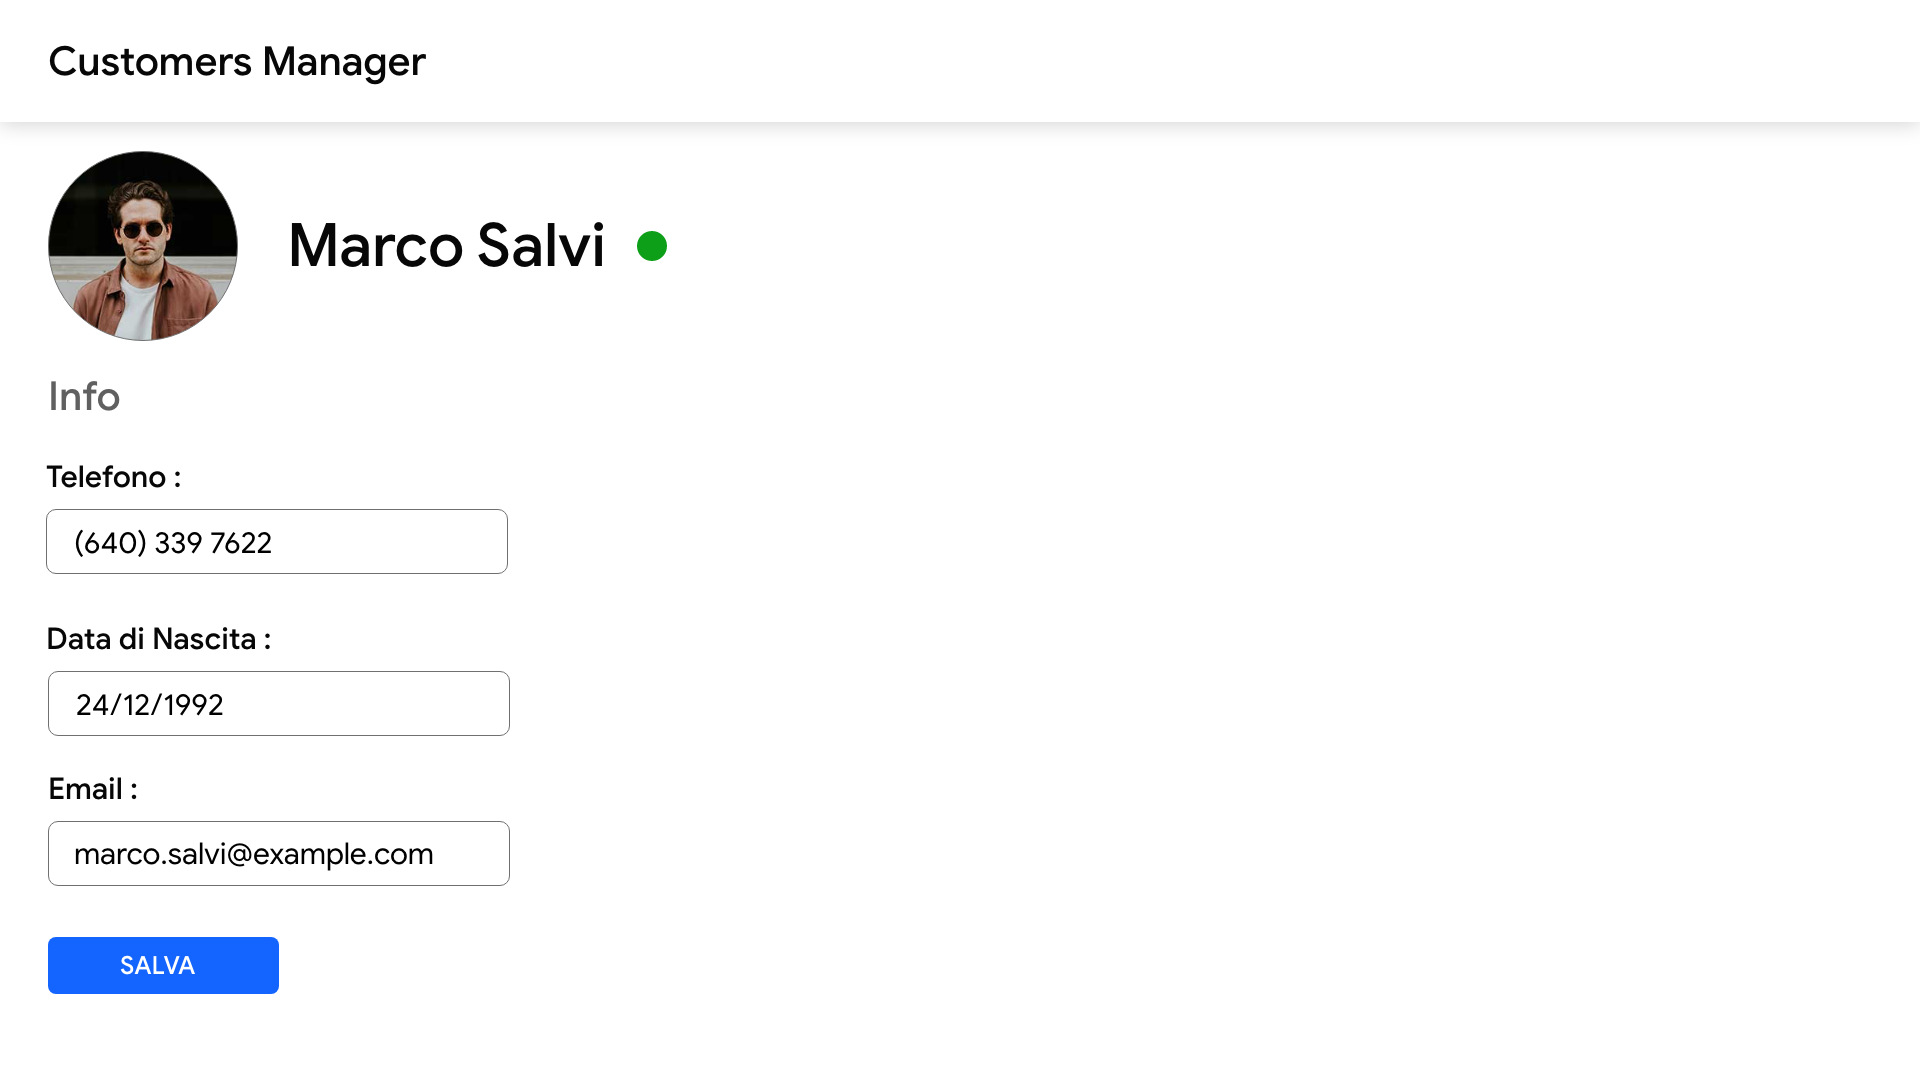 Customers Manager
Marco Salvi
Info
Telefono :
(640) 339 7622
Data di Nascita :
24/12/1992
Email :
marco.salvi@example.com
SALVA